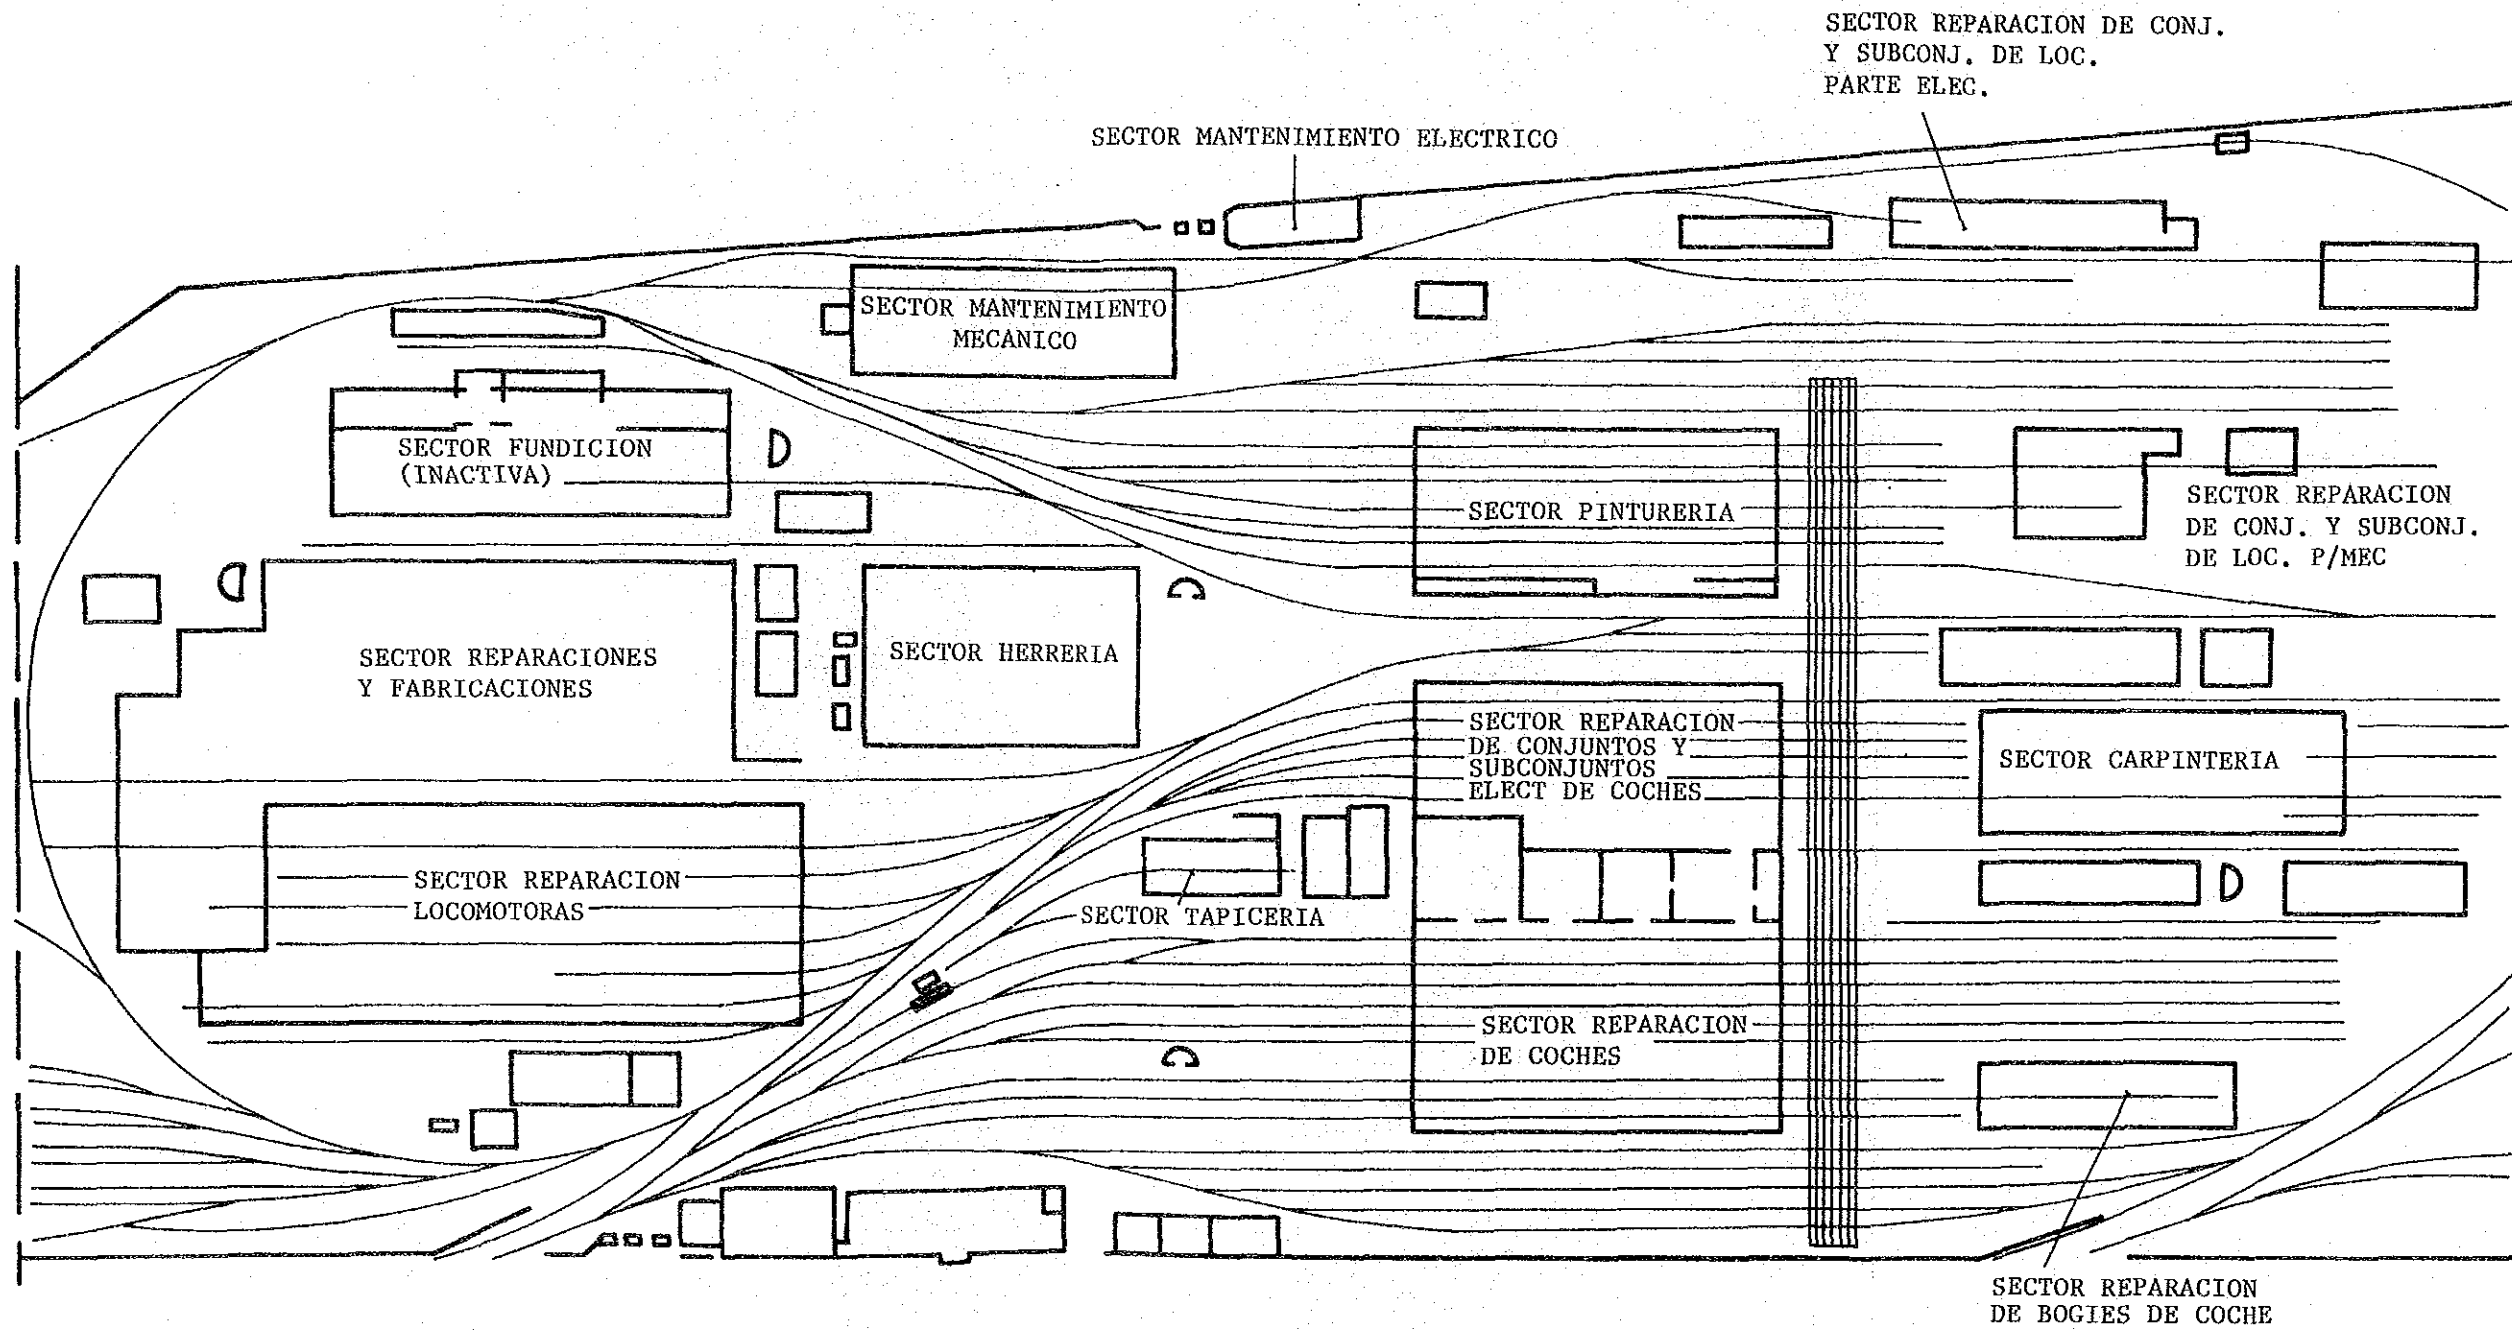 SECTOR REPARACION DE CONJ.
Y SUBCONJ. DE LOC.
PARTE ELEC.
SECTOR MANTENIMIENTO ELECTRICO
SECTOR MANTENIMIENTO
MECANICO
SECTOR FUNDICION
(INACTIVA)
SECTOR PINTURERIA
SECTOR REPARACION
DE CONJ. Y SUBCONJ.
DE LOC. P/MEC
SECTOR REPARACIONES
Y FABRICACIONES
SECTOR HERRERIA
SECTOR REPARACION
DE CONJUNTOS Y
SUBCONJUNTOS
ELECT DE COCHES
SECTOR CARPINTERIA
SECTOR REPARACION
LOCOMOTORAS
SECTOR TAPICERIA
SECTOR REPARACION
DE COCHES
SECTOR REPARACION
DE BOGIES DE COCHE